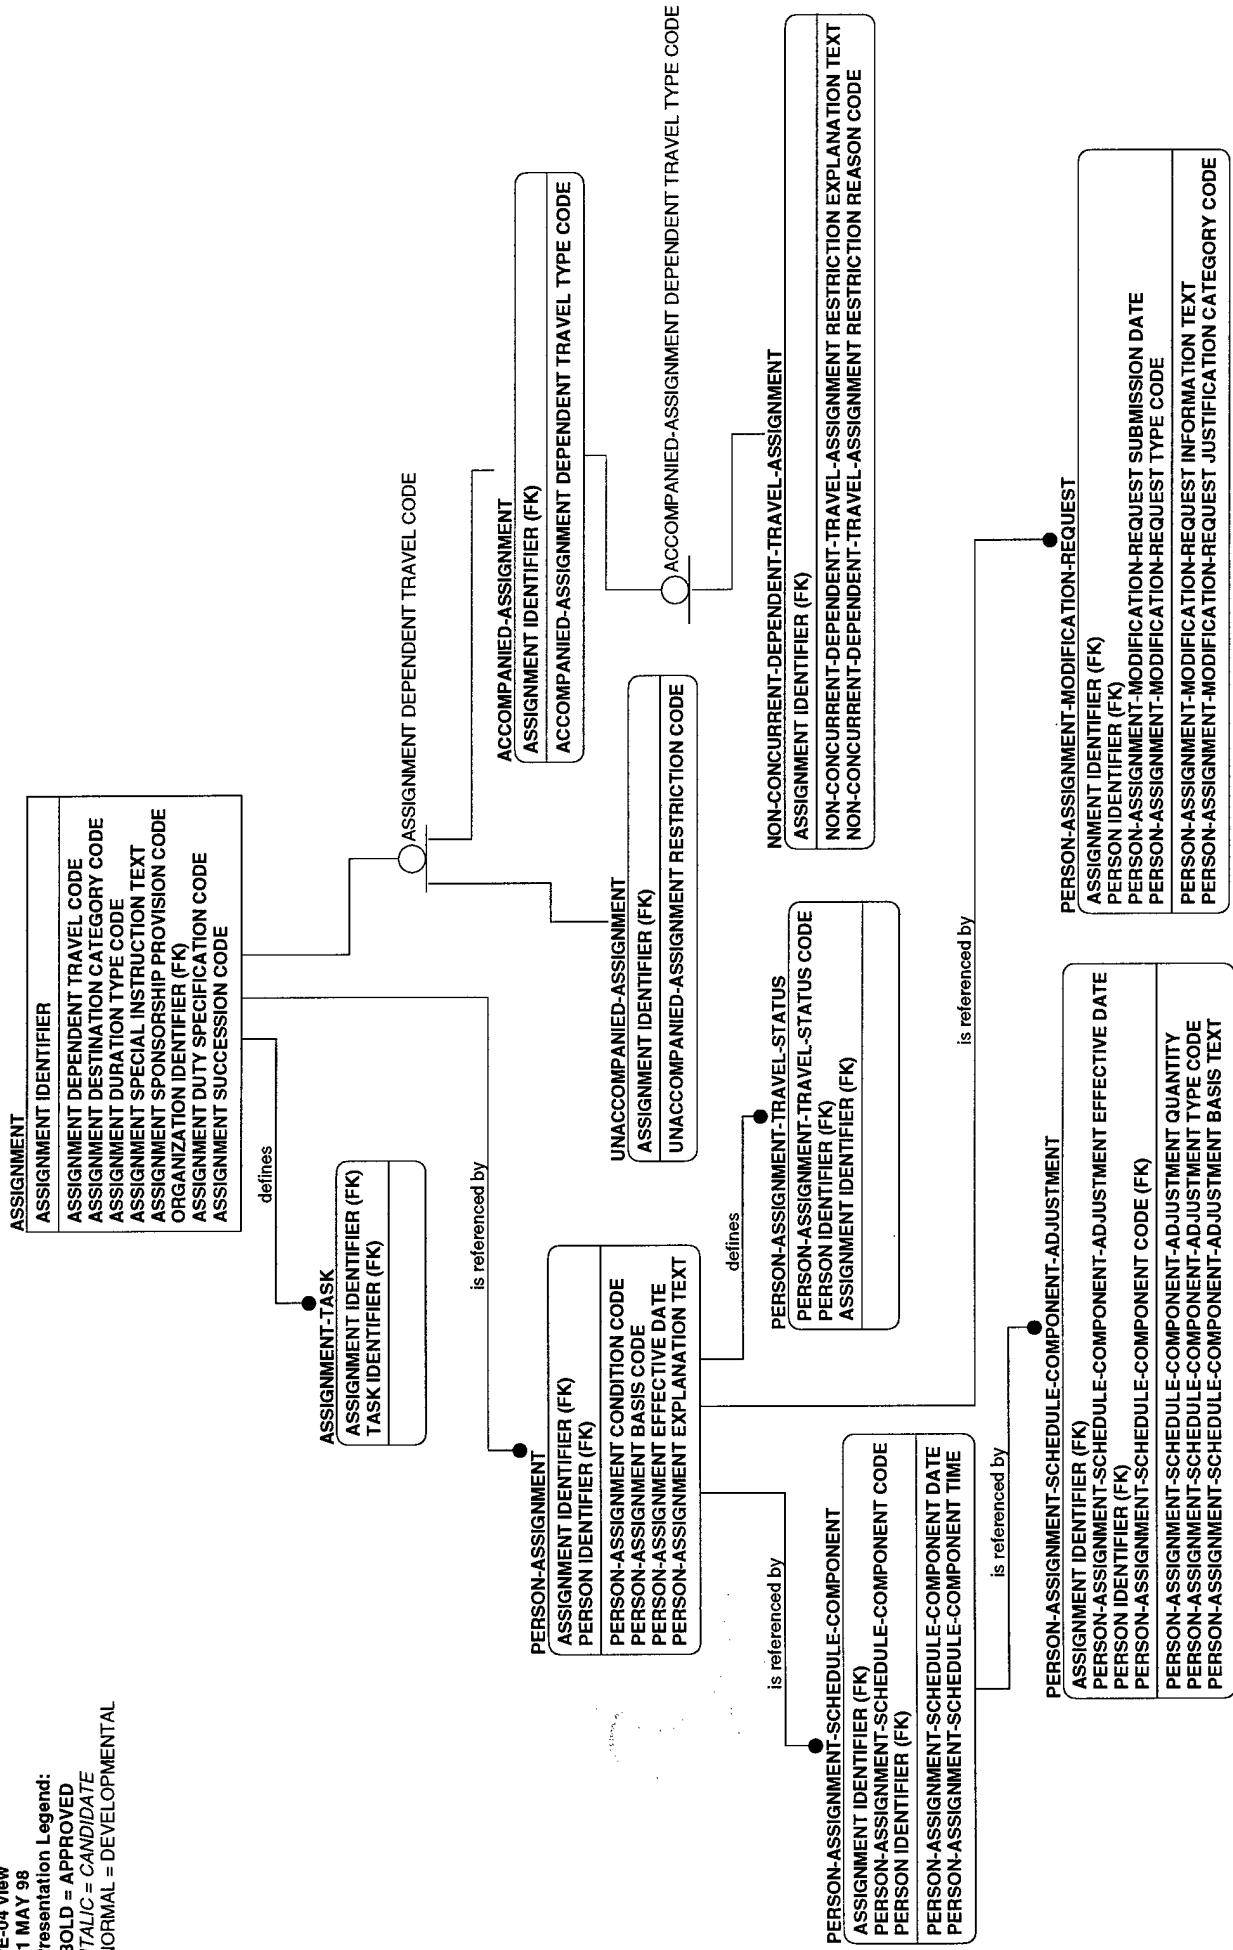 E-04 View
1 MAY 98
resentation Legend:
BOLD = APPROVED
ITALIC = CANDIDATE
NORMAL = DEVELOPMENTAL
ASSIGNMENT
ASSIGNMENT IDENTIFIER
ASSIGNMENT DEPENDENT TRAVEL CODE
ASSIGNMENT DESTINATION CATEGORY CODE
ASSIGNMENT DURATION TYPE CODE
ASSIGNMENT SPECIAL INSTRUCTION TEXT
ASSIGNMENT SPONSORSHIP PROVISION CODE
ORGANIZATION IDENTIFIER (FK)
ASSIGNMENT DUTY SPECIFICATION CODE
ASSIGNMENT SUCCESSION CODE
defines
ASSIGNMENT-TASK
ASSIGNMENT IDENTIFIER (FK)
TASK IDENTIFIER (FK)
is referenced by
ASSIGNMENT DEPENDENT TRAVEL CODE
PERSON-ASSIGNMENT
ASSIGNMENT IDENTIFIER (FK)
PERSON IDENTIFIER (FK)
PERSON-ASSIGNMENT CONDITION CODE
PERSON-ASSIGNMENT BASIS CODE
PERSON-ASSIGNMENT EFFECTIVE DATE
PERSON-ASSIGNMENT EXPLANATION TEXT
UNACCOMPANIED-ASSIGNMENT
ASSIGNMENT IDENTIFIER (FK)
UNACCOMPANIED-ASSIGNMENT RESTRICTION CODE
ACCOMPANIED-ASSIGNMENT
ASSIGNMENT IDENTIFIER (FK)
ACCOMPANIED-ASSIGNMENT DEPENDENT TRAVEL TYPE CODE
ACCOMPANIED-ASSIGNMENT DEPENDENT TRAVEL TYPE CODE
is referenced by
defines
PERSON-ASSIGNMENT-TRAVEL-STATUS
PERSON-ASSIGNMENT-TRAVEL-STATUS CODE
PERSON IDENTIFIER (FK)
ASSIGNMENT IDENTIFIER (FK)
NON-CONCURRENT-DEPENDENT-TRAVEL-ASSIGNMENT
ASSIGNMENT IDENTIFIER (FK)
NON-CONCURRENT-DEPENDENT-TRAVEL-ASSIGNMENT RESTRICTION EXPLANATION TEXT
NON-CONCURRENT-DEPENDENT-TRAVEL-ASSIGNMENT RESTRICTION REASON CODE
PERSON-ASSIGNMENT-SCHEDULE-COMPONENT
ASSIGNMENT IDENTIFIER (FK)
PERSON-ASSIGNMENT-SCHEDULE-COMPONENT CODE
PERSON IDENTIFIER (FK)
PERSON-ASSIGNMENT-SCHEDULE-COMPONENT DATE
PERSON-ASSIGNMENT-SCHEDULE-COMPONENT TIME
is referenced by
is referenced by
PERSON-ASSIGNMENT-SCHEDULE-COMPONENT-ADJUSTMENT
ASSIGNMENT IDENTIFIER (FK)
PERSON-ASSIGNMENT-SCHEDULE-COMPONENT-ADJUSTMENT EFFECTIVE DATE
PERSON IDENTIFIER (FK)
PERSON-ASSIGNMENT-SCHEDULE-COMPONENT CODE (FK)
PERSON-ASSIGNMENT-SCHEDULE-COMPONENT-ADJUSTMENT QUANTITY
PERSON-ASSIGNMENT-SCHEDULE-COMPONENT-ADJUSTMENT TYPE CODE
PERSON-ASSIGNMENT-SCHEDULE-COMPONENT-ADJUSTMENT BASIS TEXT
PERSON-ASSIGNMENT-MODIFICATION-REQUEST
ASSIGNMENT IDENTIFIER (FK)
PERSON IDENTIFIER (FK)
PERSON-ASSIGNMENT-MODIFICATION-REQUEST SUBMISSION DATE
PERSON-ASSIGNMENT-MODIFICATION-REQUEST TYPE CODE
PERSON-ASSIGNMENT-MODIFICATION-REQUEST INFORMATION TEXT
PERSON-ASSIGNMENT-MODIFICATION-REQUEST JUSTIFICATION CATEGORY CODE